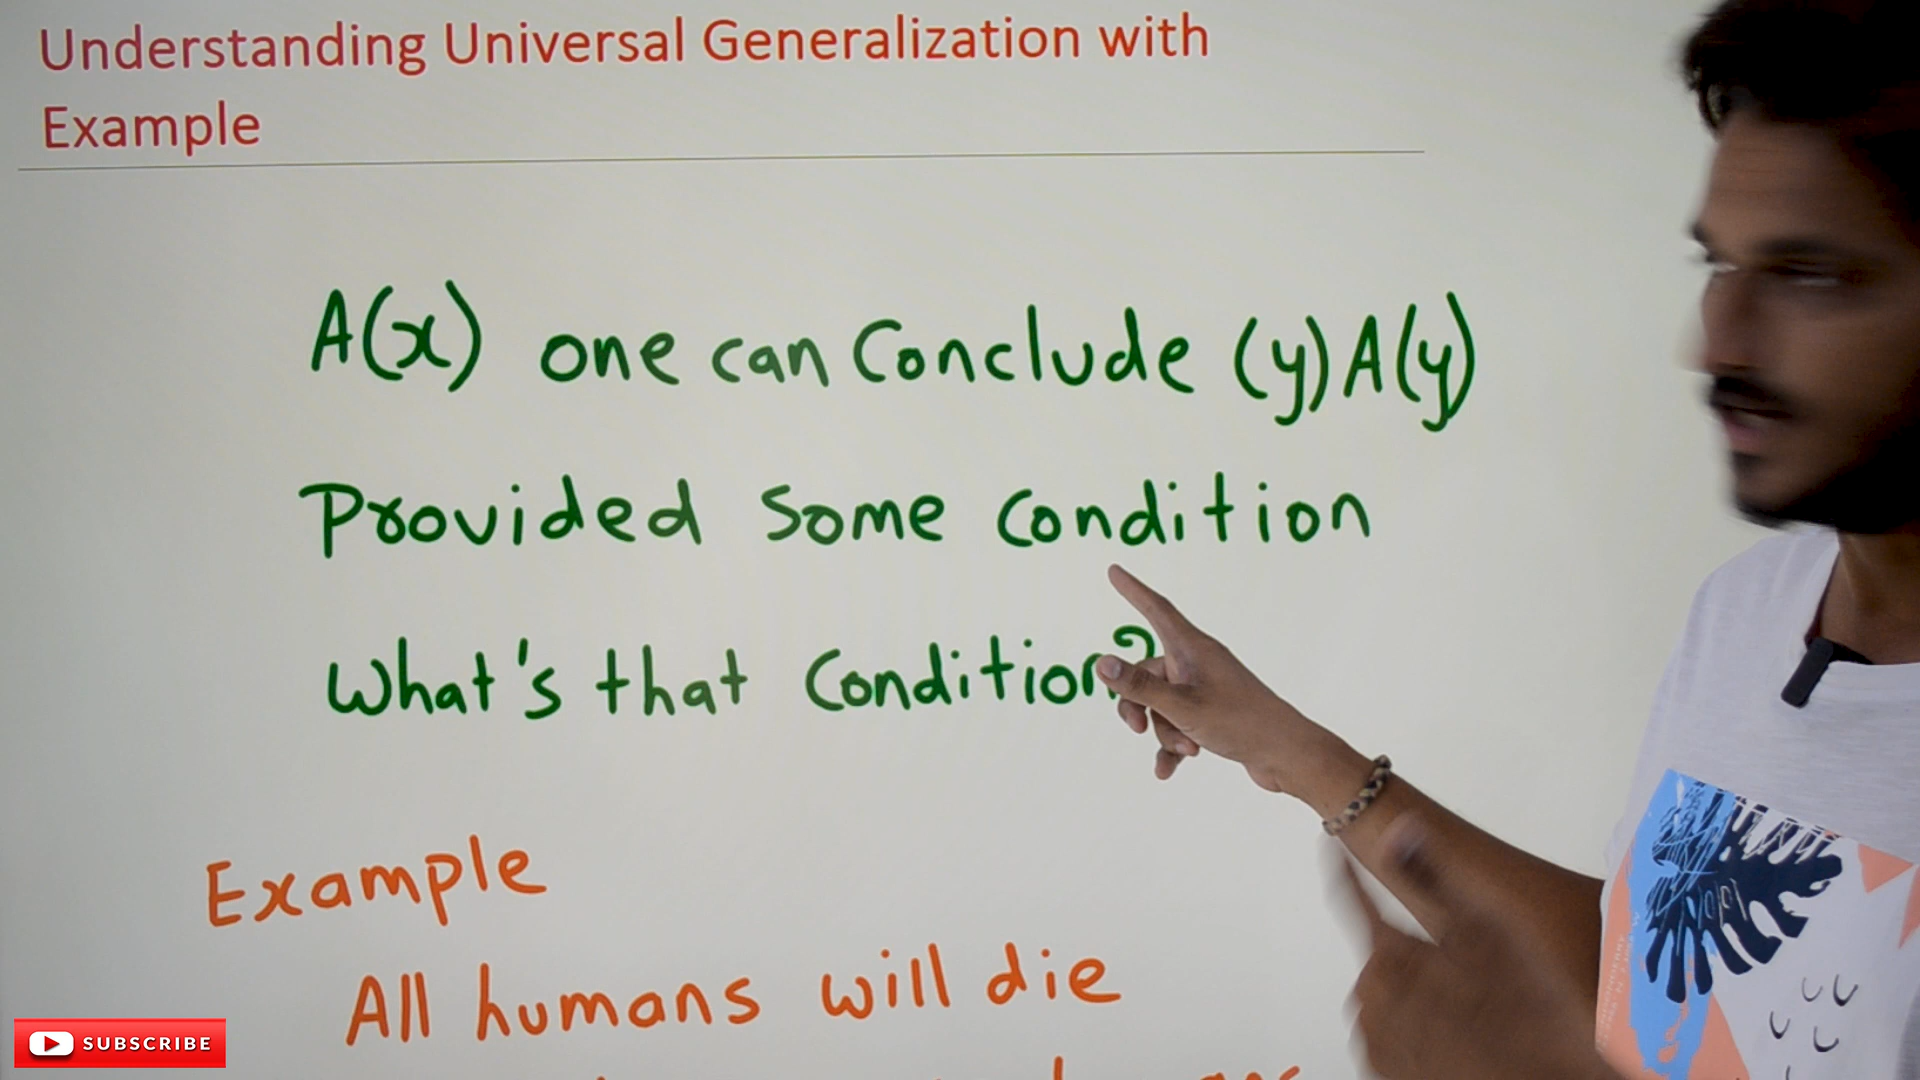 Understanding Universal Generalization with
Example
A(x) one can Conclude (y) A(y)
Provided Some Condition
What's that Condition?
Example
All humans will die
SUBSCRIBE